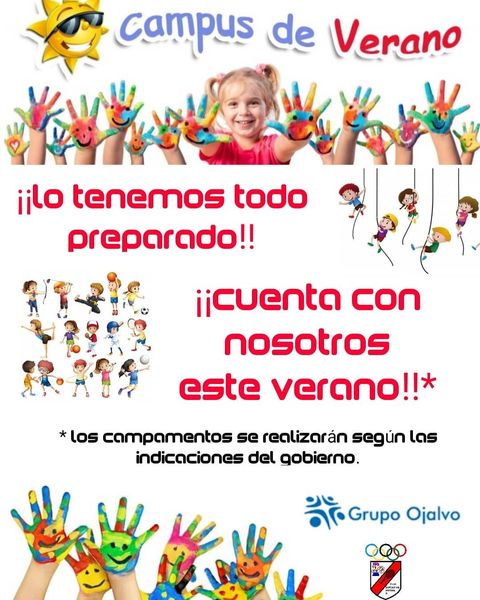 Campus de Verano
¡¡Lo tenemos todo
preparado!!
¡¡cuenta con
nosotros
este verano!!*
* Los campamentos se realizarán según las
indicaciones del gobierno.
Grupo Ojalvo